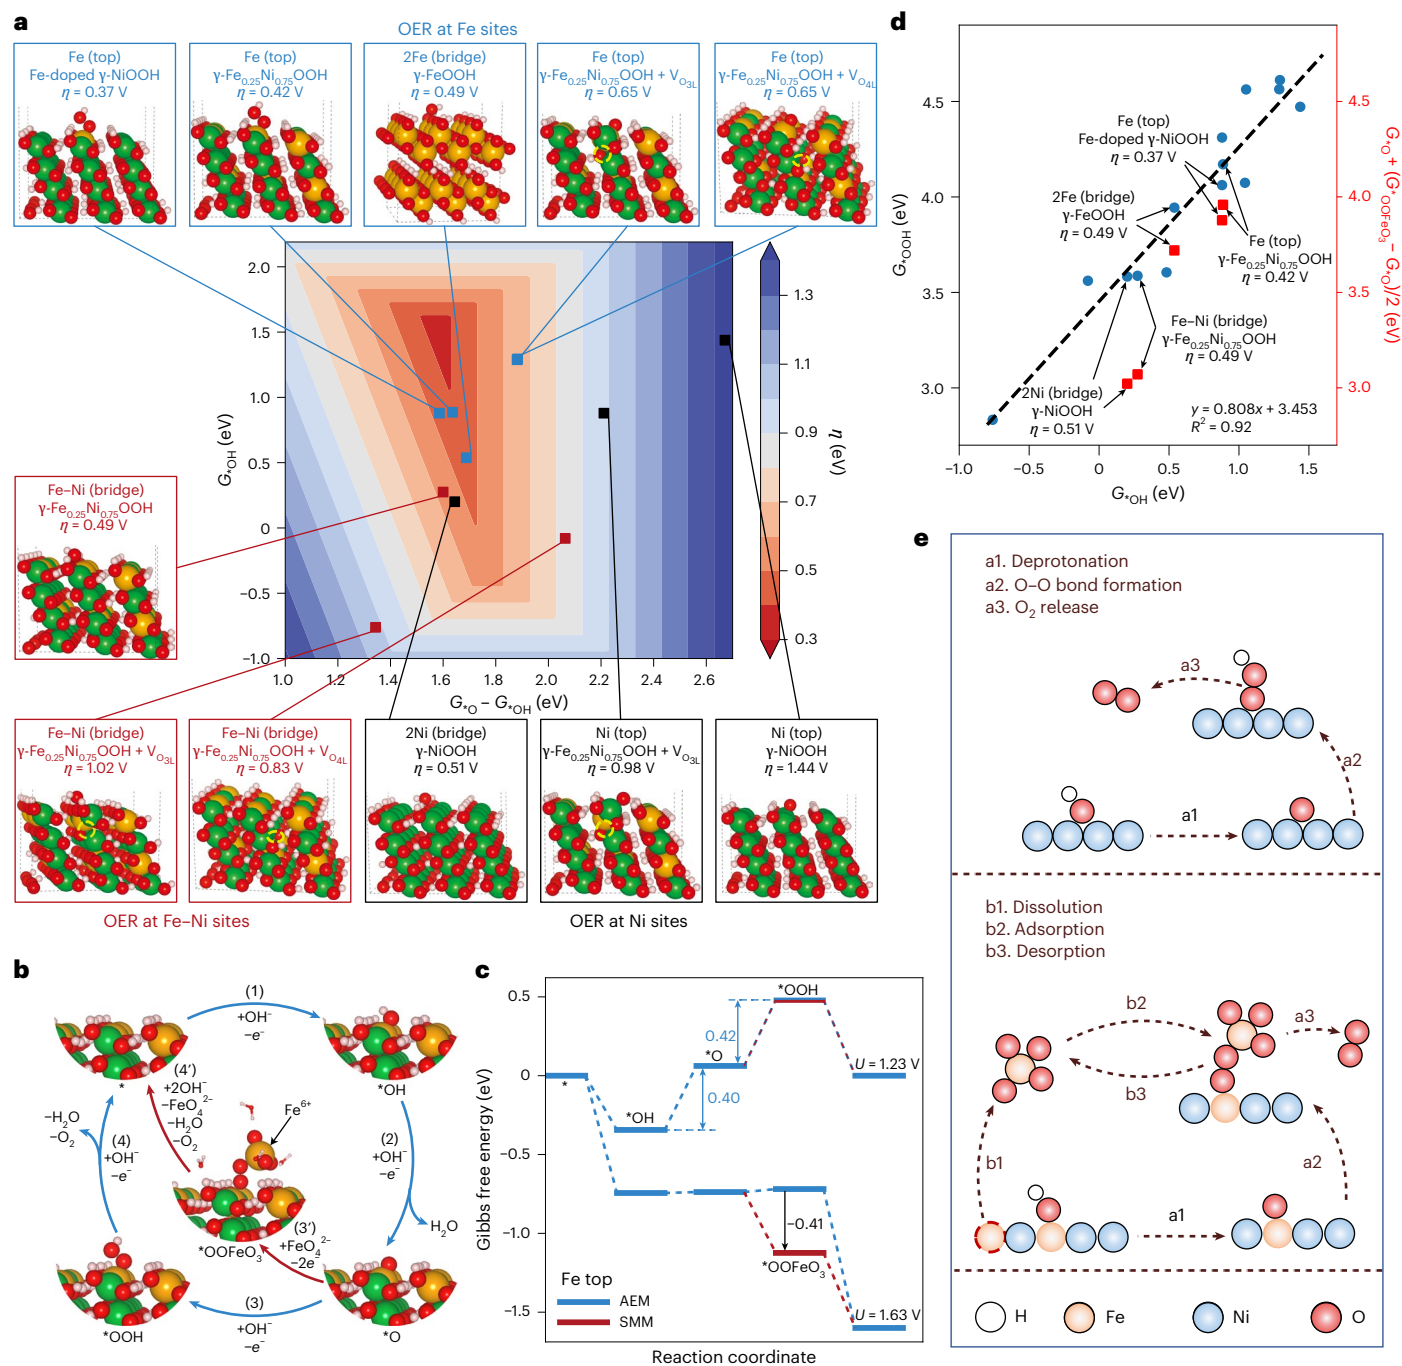 a
OER at Fe sites
Fe (top)
Fe-doped γ-NiOOH
η = 0.37 V
Fe (top)
γ-Fe0.25Ni0.75OOH
η = 0.42 V
2Fe (bridge)
γ-FeOOH
η = 0.49 V
Fe (top)
γ-Fe0.25Ni0.75OOH + VO3L
η = 0.65 V
Fe (top)
γ-Fe0.25Ni0.75OOH + VO4L
η = 0.65 V
2.0
1.5
1.0
0.5
0
−0.5
−1.0
G*OH (eV)
1.0
1.2
1.4
1.6
1.8
2.0
2.2
2.4
2.6
G*O − G*OH (eV)
1.3
1.1
0.9
0.7
0.5
0.3
η (eV)
Fe–Ni (bridge)
γ-Fe0.25Ni0.75OOH
η = 0.49 V
Fe–Ni (bridge)
γ-Fe0.25Ni0.75OOH + VO3L
η = 1.02 V
Fe–Ni (bridge)
γ-Fe0.25Ni0.75OOH + VO4L
η = 0.83 V
2Ni (bridge)
γ-NiOOH
η = 0.51 V
Ni (top)
γ-Fe0.25Ni0.75OOH + VO3L
η = 0.98 V
Ni (top)
γ-NiOOH
η = 1.44 V
OER at Fe–Ni sites
OER at Ni sites
b
(1)
+OH−
−e−
*
*OH
(2)
+OH−
−e−
H2O
(4′)
+2OH−
−FeO42−
−H2O
−O2
Fe6+
−H2O
−O2
(4)
+OH−
−e−
(3′)
+FeO42−
−2e−
*OOFeO3
*OOH
(3)
+OH−
−e−
*O
c
0.5
0
−0.5
−1.0
−1.5
Gibbs free energy (eV)
*
*OH
*O
*OOH
0.42
0.40
U = 1.23 V
−0.41
*OOFeO3
U = 1.63 V
Fe top
AEM
SMM
Reaction coordinate
d
4.5
4.0
3.5
3.0
G*OOH (eV)
−1.0
−0.5
0
0.5
1.0
1.5
G*OH (eV)
4.5
4.0
3.5
3.0
G*O + (G*OOFeO3 − G*O)/2 (eV)
Fe (top)
Fe-doped γ-NiOOH
η = 0.37 V
2Fe (bridge)
γ-FeOOH
η = 0.49 V
Fe (top)
γ-Fe0.25Ni0.75OOH
η = 0.42 V
Fe–Ni (bridge)
γ-Fe0.25Ni0.75OOH
η = 0.49 V
2Ni (bridge)
γ-NiOOH
η = 0.51 V
y = 0.808x + 3.453
R2 = 0.92
e
a1. Deprotonation
a2. O–O bond formation
a3. O2 release
a3
a2
a1
b1. Dissolution
b2. Adsorption
b3. Desorption
b2
a3
b3
b1
a2
a1
H
Fe
Ni
O